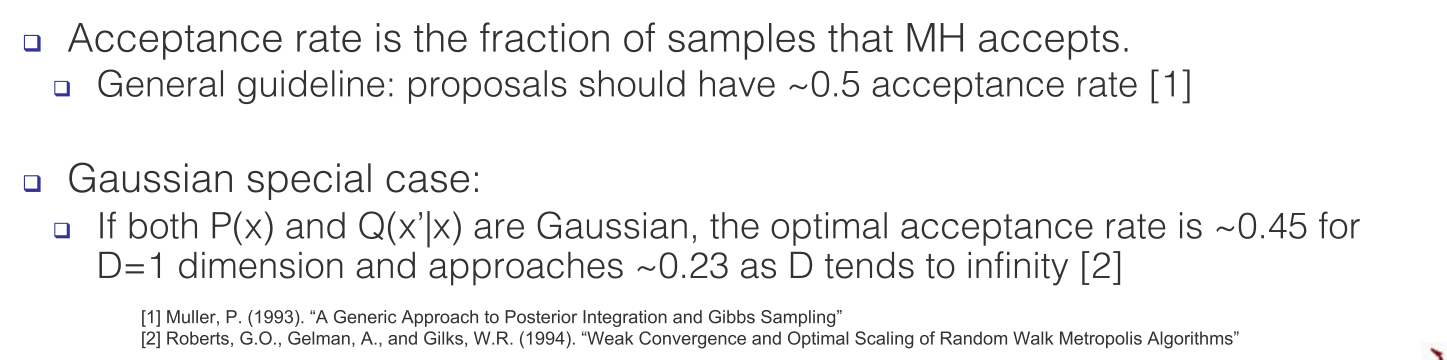 Acceptance rate is the fraction of samples that MH accepts.
General guideline: proposals should have ~0.5 acceptance rate [1]
Gaussian special case:
If both P(x) and Q(x’|x) are Gaussian, the optimal acceptance rate is ~0.45 for
D=1 dimension and approaches ~0.23 as D tends to infinity [2]
[1] Muller, P. (1993). “A Generic Approach to Posterior Integration and Gibbs Sampling”
[2] Roberts, G.O., Gelman, A., and Gilks, W.R. (1994). “Weak Convergence and Optimal Scaling of Random Walk Metropolis Algorithms”